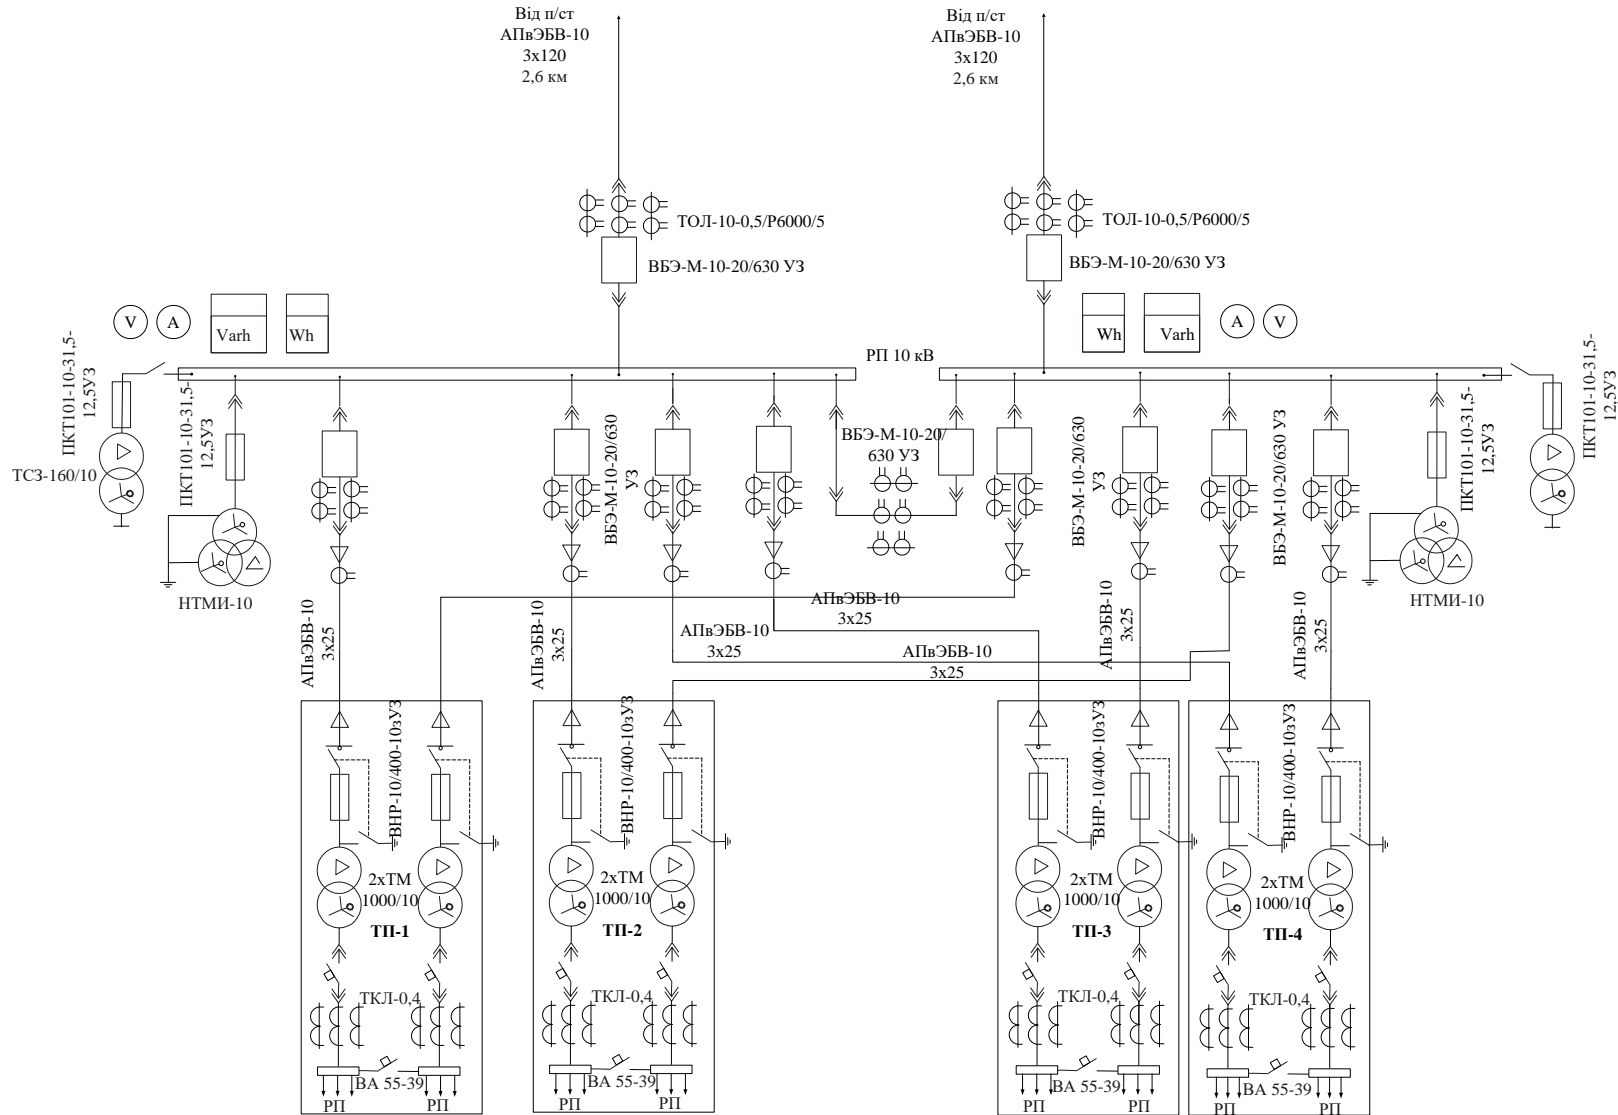 Від п/ст
АПвЭБВ-10
3х120
2,6 км
Від п/ст
АПвЭБВ-10
3х120
2,6 км
ТОЛ-10-0,5/Р6000/5
ВБЭ-М-10-20/630 УЗ
ТОЛ-10-0,5/Р6000/5
ВБЭ-М-10-20/630 УЗ
V
A
Varh
Wh
РП 10 кВ
Wh
Varh
A
V
ПКТ101-10-31,5-
12,5УЗ
ТСЗ-160/10
ПКТ101-10-31,5-
12,5УЗ
НТМИ-10
ВБЭ-М-10-20/630
УЗ
ВБЭ-М-10-20/
630 УЗ
ВБЭ-М-10-20/630
УЗ
ВБЭ-М-10-20/630 УЗ
ПКТ101-10-31,5-
12,5УЗ
НТМИ-10
ПКТ101-10-31,5-
12,5УЗ
АПвЭБВ-10
3х25
АПвЭБВ-10
3х25
АПвЭБВ-10
3х25
АПвЭБВ-10
3х25
АПвЭБВ-10
3х25
АПвЭБВ-10
3х25
АПвЭБВ-10
3х25
ВНР-10/400-10зУЗ
2хТМ
1000/10
ТП-1
ТКЛ-0,4
ВА 55-39
РП
РП
ВНР-10/400-10зУЗ
2хТМ
1000/10
ТП-2
ТКЛ-0,4
ВА 55-39
РП
РП
ВНР-10/400-10зУЗ
2хТМ
1000/10
ТП-3
ТКЛ-0,4
ВА 55-39
РП
РП
ВНР-10/400-10зУЗ
2хТМ
1000/10
ТП-4
ТКЛ-0,4
ВА 55-39
РП
РП